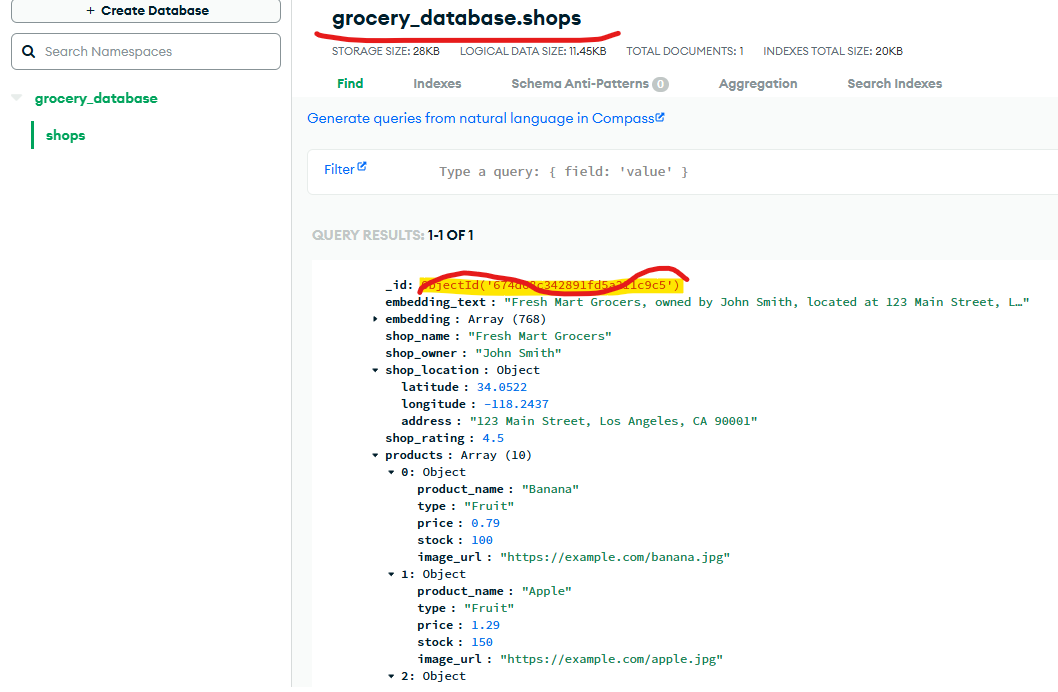 + Create Database
Search Namespaces
grocery_database
shops
grocery_database.shops
STORAGE SIZE: 28KB LOGICAL DATA SIZE: 11.45KB TOTAL DOCUMENTS: 1 INDEXES TOTAL SIZE: 20KB
Find Indexes Schema Anti-Patterns 0 Aggregation Search Indexes
Generate queries from natural language in Compass
Filter Type a query: { field: 'value' }
QUERY RESULTS: 1-1 OF 1
_id:
embedding_text : "Fresh Mart Grocers, owned by John Smith, located at 123 Main Street, L…"
embedding : Array (768)
shop_name : "Fresh Mart Grocers"
shop_owner : "John Smith"
shop_location : Object
latitude : 34.0522
longitude : -118.2437
address : "123 Main Street, Los Angeles, CA 90001"
shop_rating : 4.5
products : Array (10)
0: Object
product_name : "Banana"
type : "Fruit"
price : 0.79
stock : 100
image_url : "https://example.com/banana.jpg"
1: Object
product_name : "Apple"
type : "Fruit"
price : 1.29
stock : 150
image_url : "https://example.com/apple.jpg"
2: Object